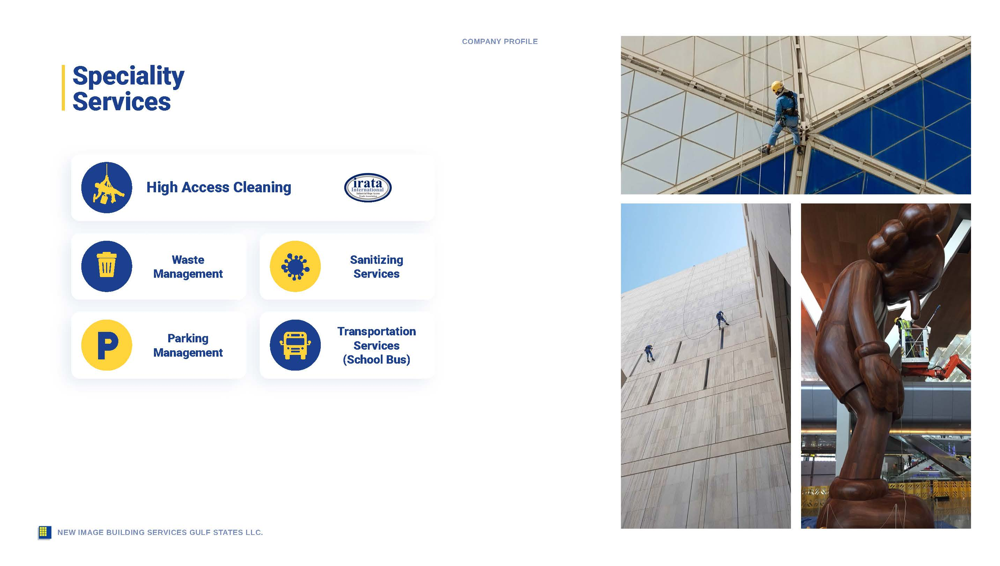 COMPANY PROFILE
Speciality
Services
High Access Cleaning
irata
International
Industrial Rope Access
Trade Association
Waste
Management
Sanitizing
Services
P
Parking
Management
Transportation
Services
(School Bus)
NEW IMAGE BUILDING SERVICES GULF STATES LLC.